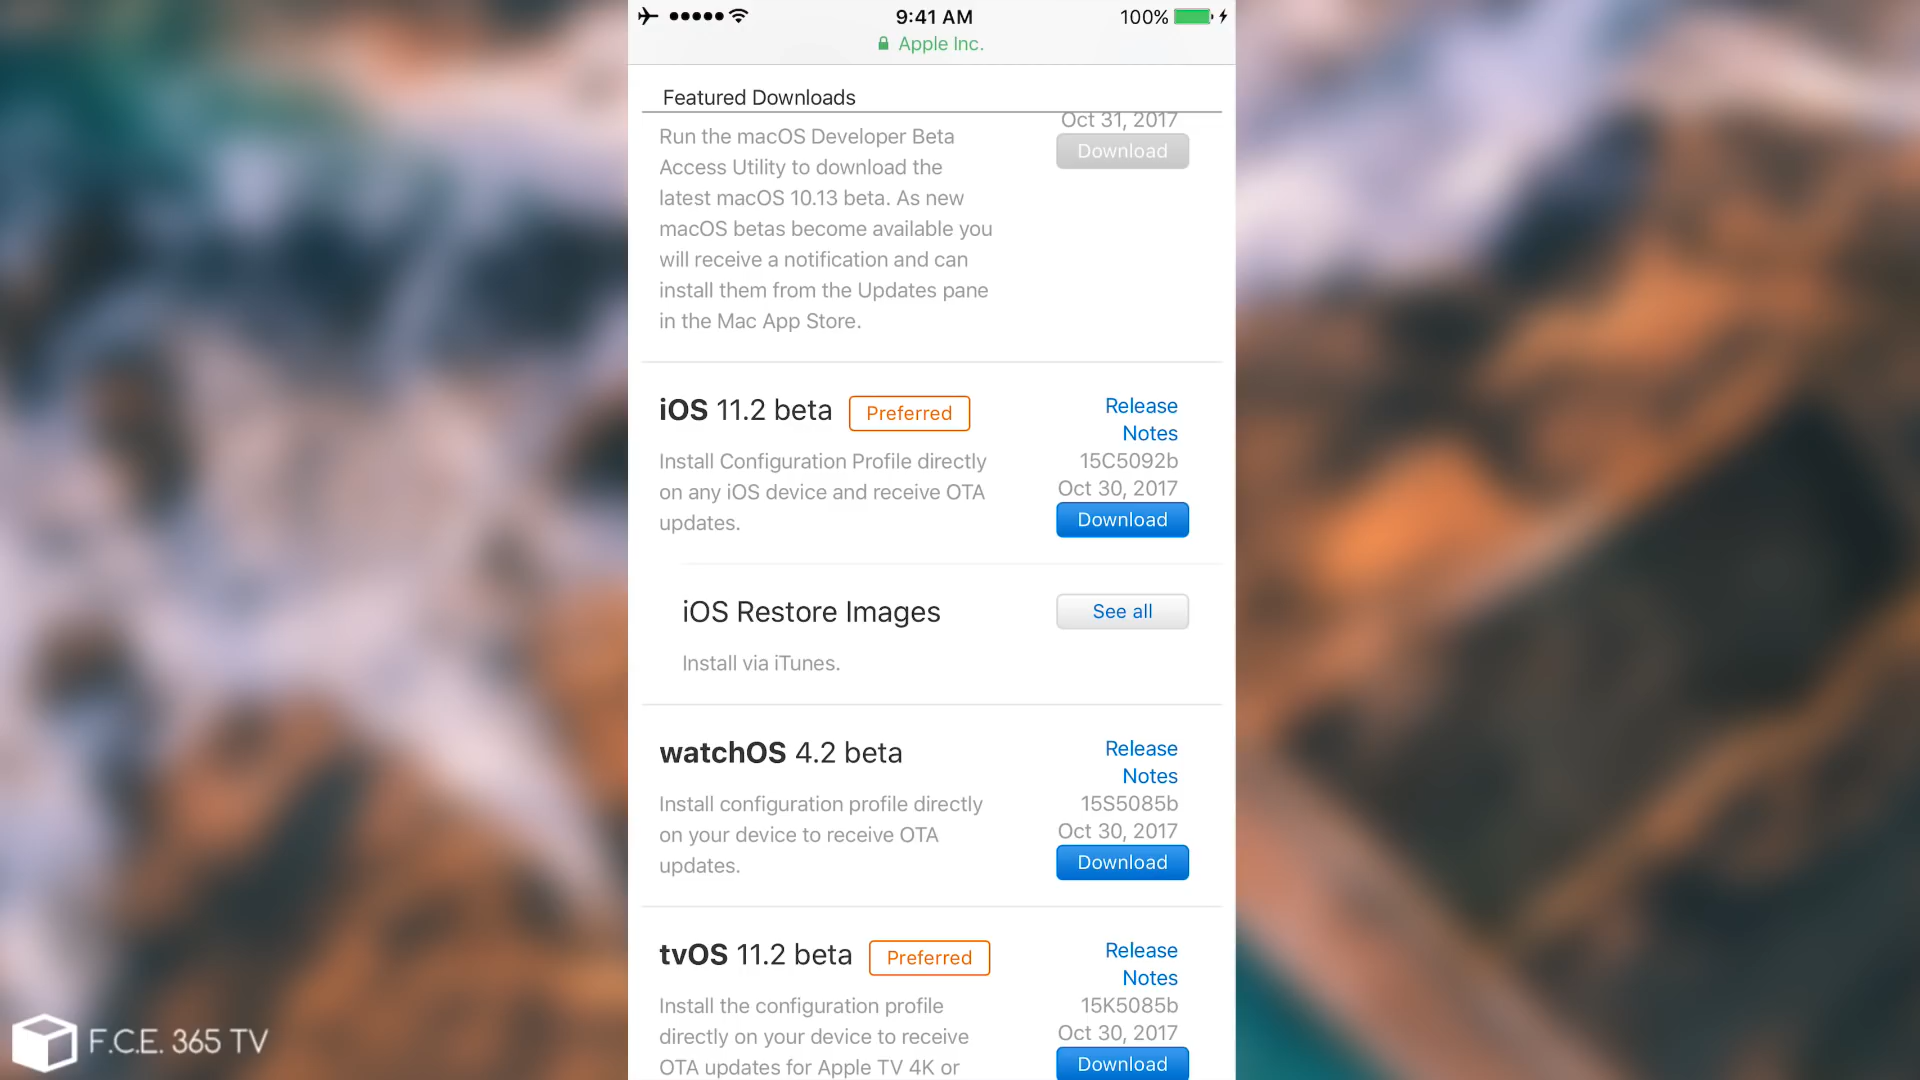 9:41 AM
100%
Apple Inc.
Featured Downloads
Oct 31, 2017
Download
Run the macOS Developer Beta
Access Utility to download the
latest macOS 10.13 beta. As new
macOS betas become available you
will receive a notification and can
install them from the Updates pane
in the Mac App Store.
iOS 11.2 beta Preferred
Release
Notes
15C5092b
Oct 30, 2017
Download
Install Configuration Profile directly
on any iOS device and receive OTA
updates.
iOS Restore Images
See all
Install via iTunes.
watchOS 4.2 beta
Release
Notes
15S5085b
Oct 30, 2017
Download
Install configuration profile directly
on your device to receive OTA
updates.
tvOS 11.2 beta Preferred
Release
Notes
15K5085b
Oct 30, 2017
Download
Install the configuration profile
directly on your device to receive
OTA updates for Apple TV 4K or
F.C.E. 365 TV